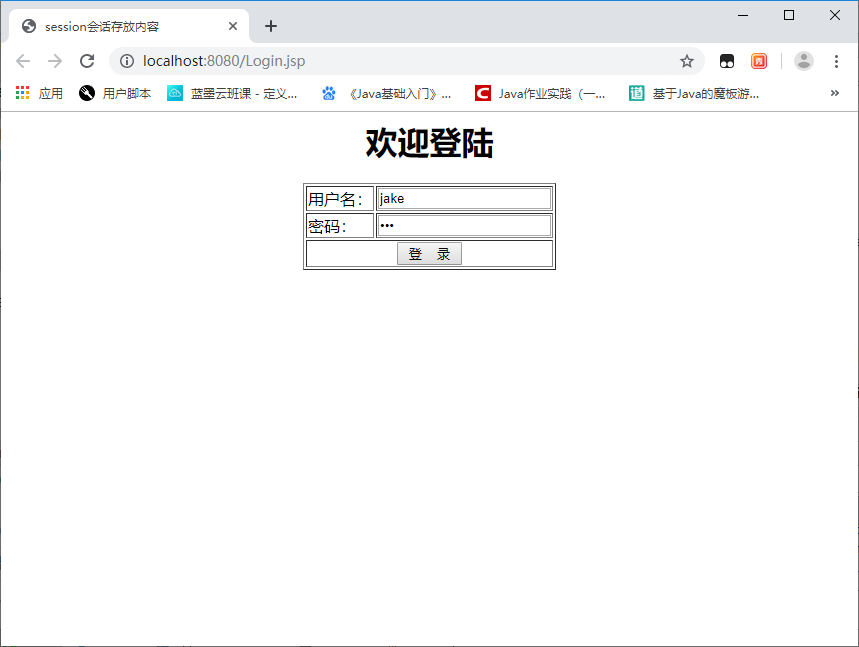 session会话存放内容
localhost:8080/Login.jsp
应用 用户脚本 蓝墨云班课 - 定义... 《Java基础入门》... Java作业实践（一... 基于Java的魔板游...
欢迎登陆
用户名： jake
密码： •••
登 录